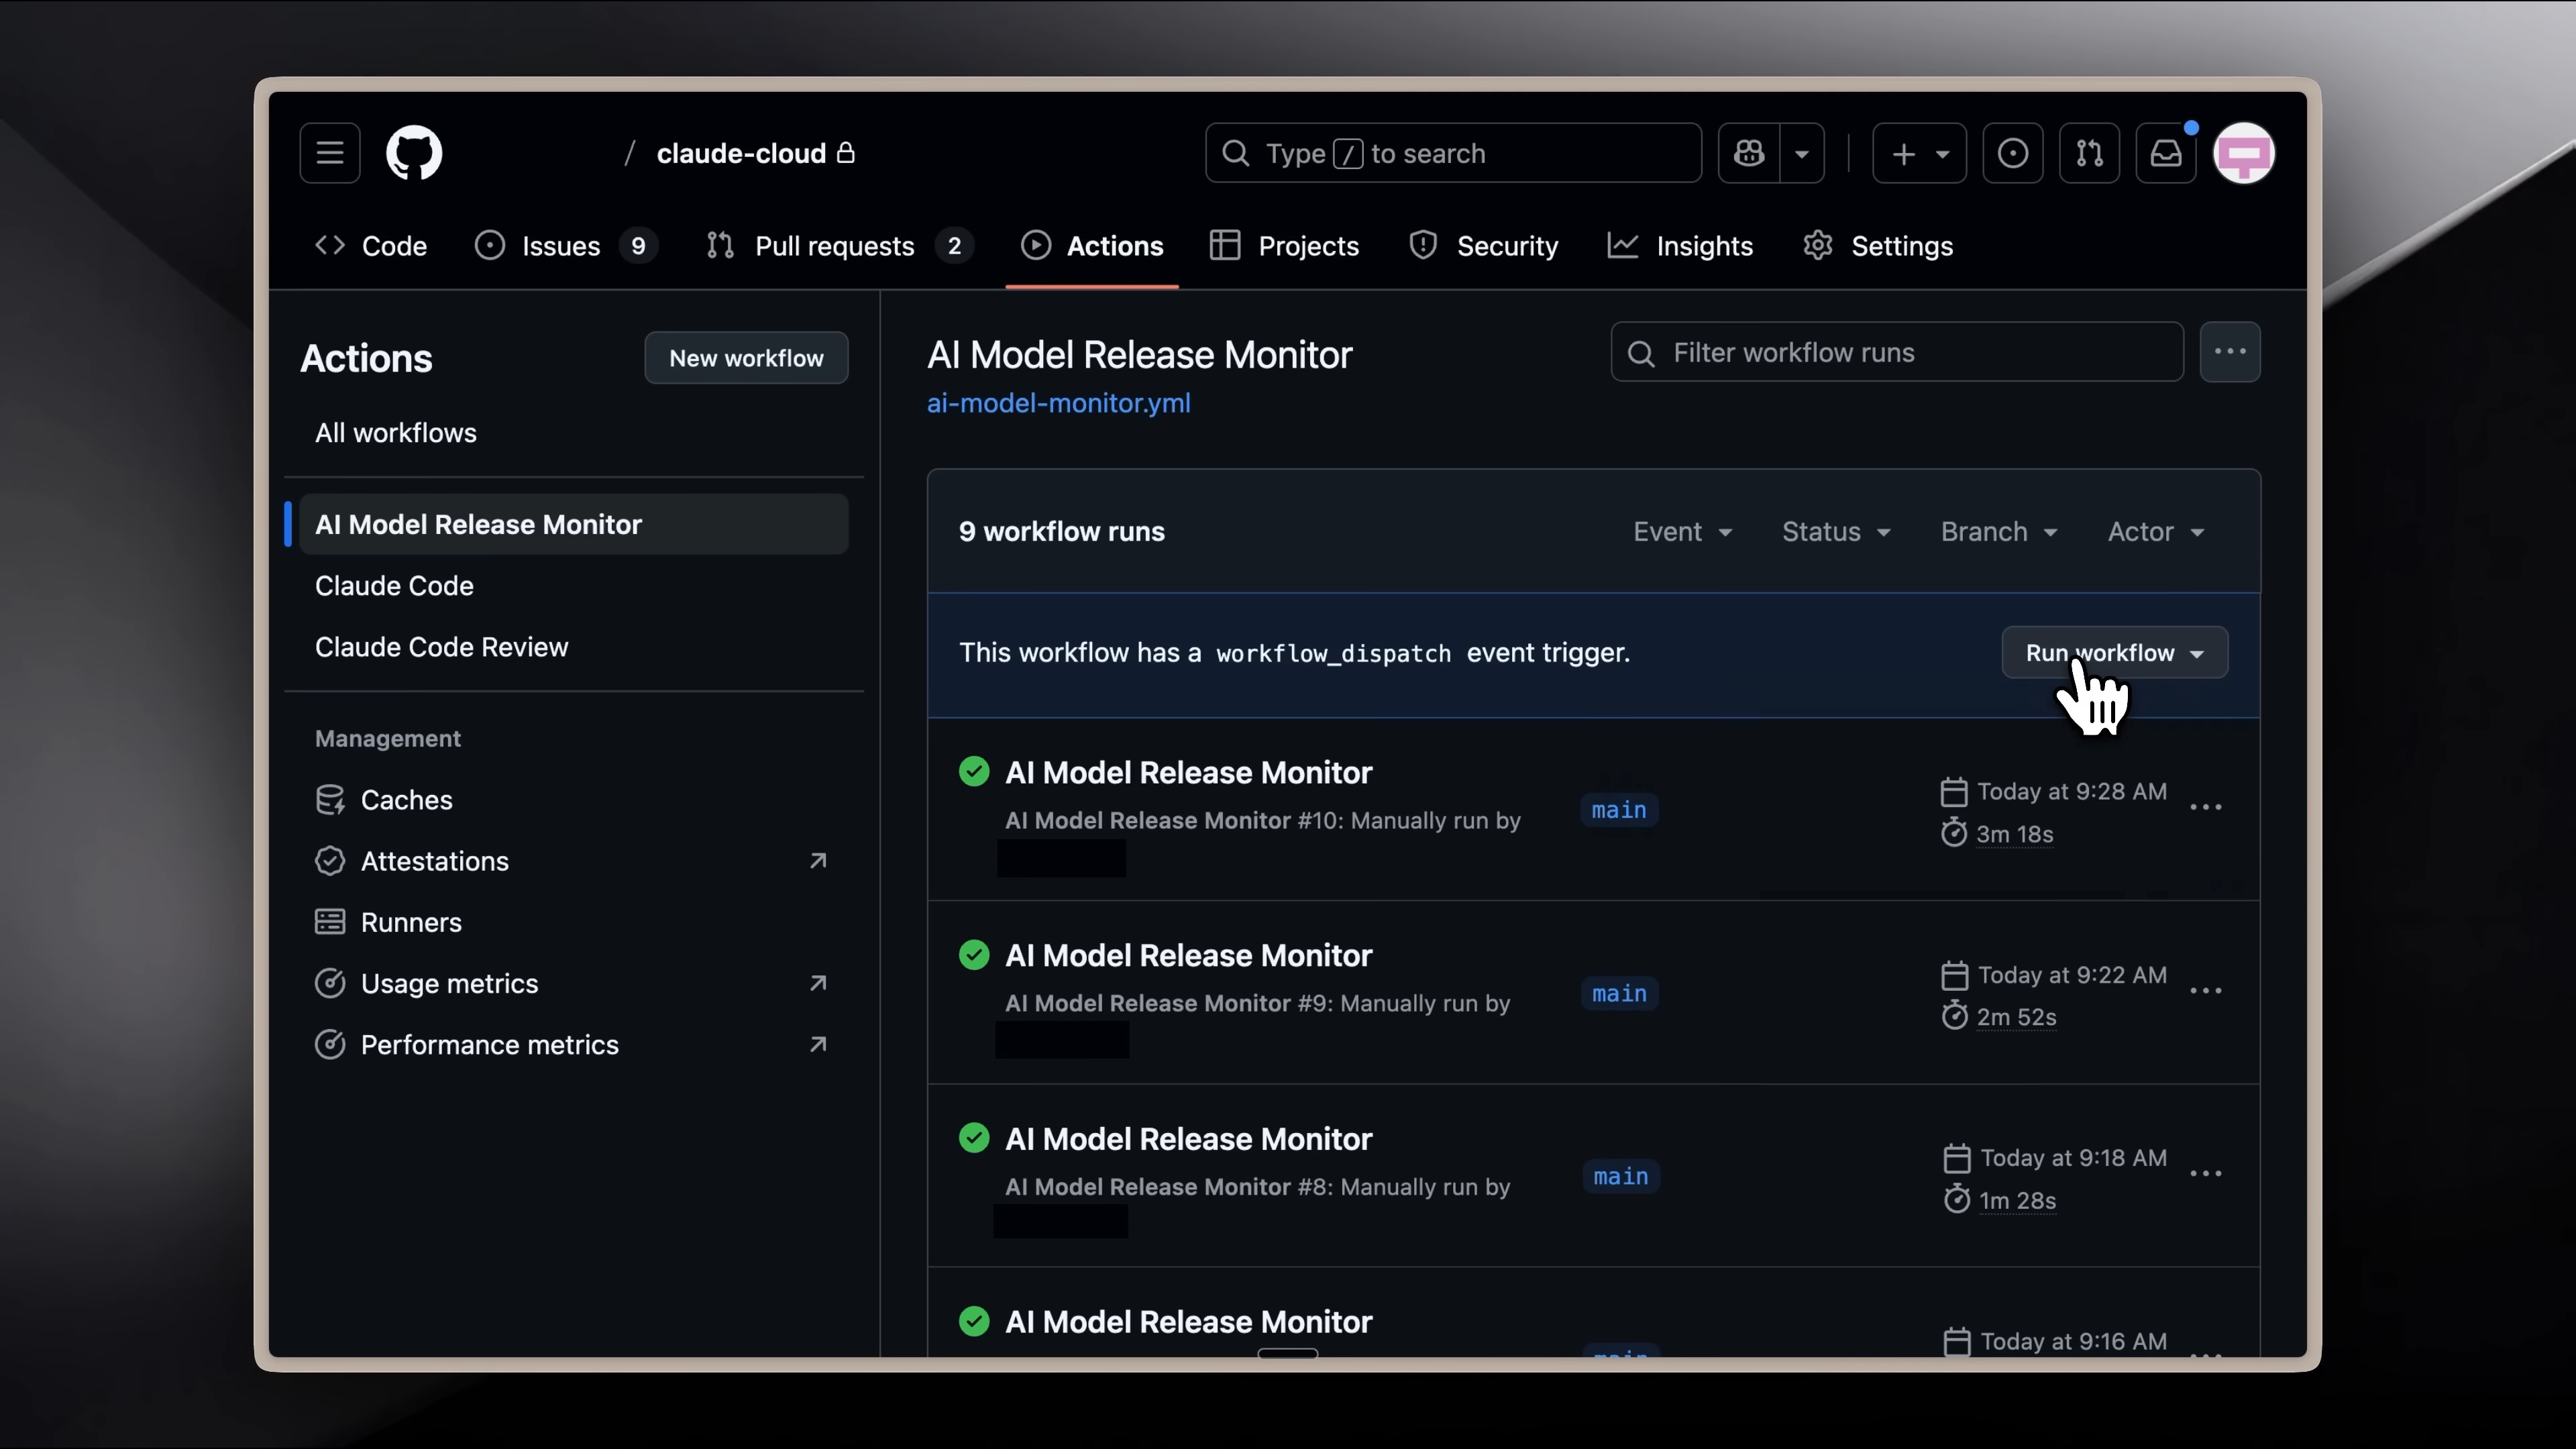 / claude-cloud
Type / to search
Code
Issues 9
Pull requests 2
Actions
Projects
Security
Insights
Settings
Actions
New workflow
All workflows
AI Model Release Monitor
Claude Code
Claude Code Review
Management
Caches
Attestations
Runners
Usage metrics
Performance metrics
AI Model Release Monitor
ai-model-monitor.yml
Filter workflow runs
9 workflow runs
Event
Status
Branch
Actor
This workflow has a workflow_dispatch event trigger.
Run workflow
AI Model Release Monitor
AI Model Release Monitor #10: Manually run by
main
Today at 9:28 AM
3m 18s
AI Model Release Monitor
AI Model Release Monitor #9: Manually run by
main
Today at 9:22 AM
2m 52s
AI Model Release Monitor
AI Model Release Monitor #8: Manually run by
main
Today at 9:18 AM
1m 28s
AI Model Release Monitor
main
Today at 9:16 AM